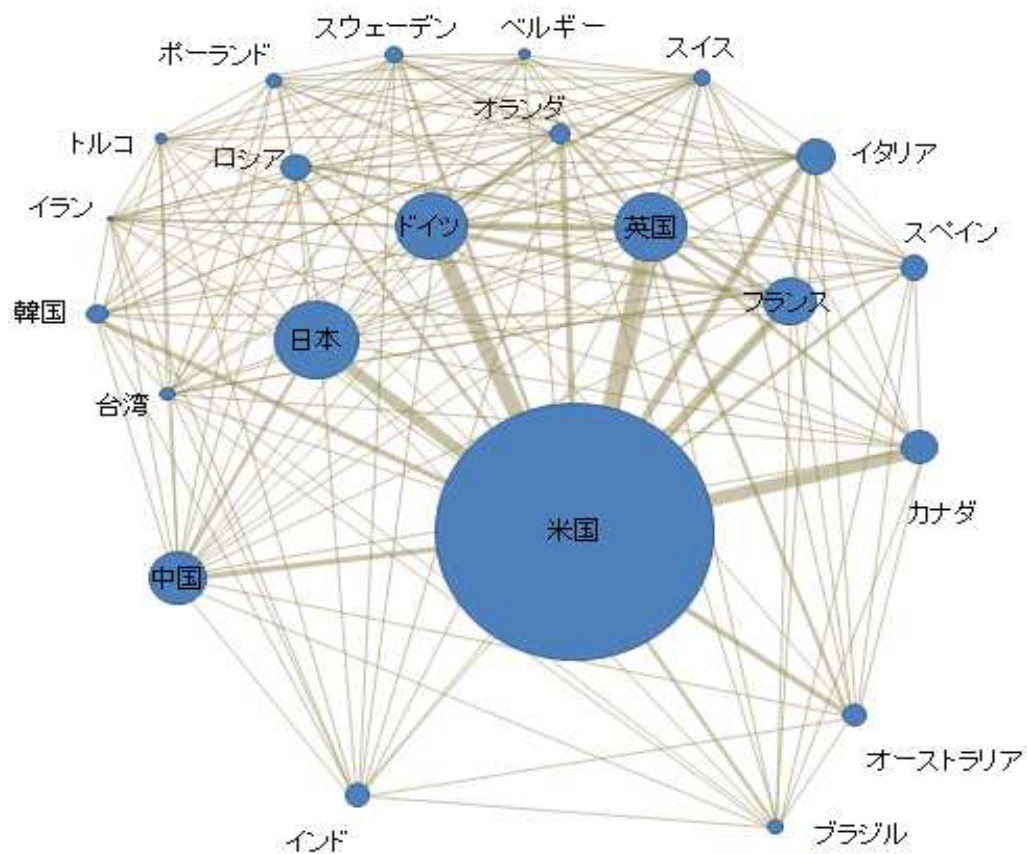 スウェーデン
ベルギー
ポーランド
スイス
オランダ
トルコ
ロシア
イタリア
イラン
ドイツ
英国
スペイン
韓国
日本
フランス
台湾
カナダ
米国
中国
オーストラリア
インド
ブラジル